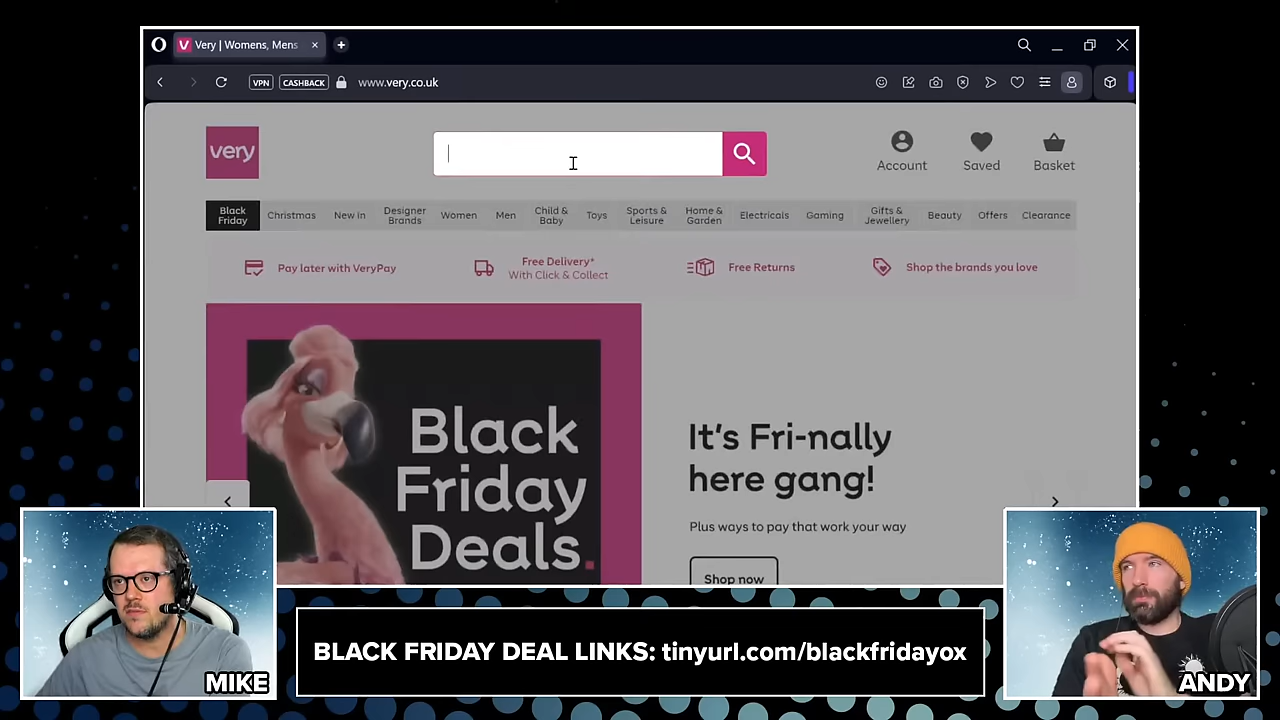 Very | Womens, Mens
VPN
CASHBACK
www.very.co.uk
very
Account
Saved
Basket
Black Friday
Christmas
New in
Designer Brands
Women
Men
Child & Baby
Toys
Sports & Leisure
Home & Garden
Electricals
Gaming
Gifts & Jewellery
Beauty
Offers
Clearance
Pay later with VeryPay
Free Delivery*
With Click & Collect
Free Returns
Shop the brands you love
Black
Friday
Deals.
It's Fri-nally
here gang!
Plus ways to pay that work your way
Shop now
MIKE
BLACK FRIDAY DEAL LINKS: tinyurl.com/blackfridayox
ANDY